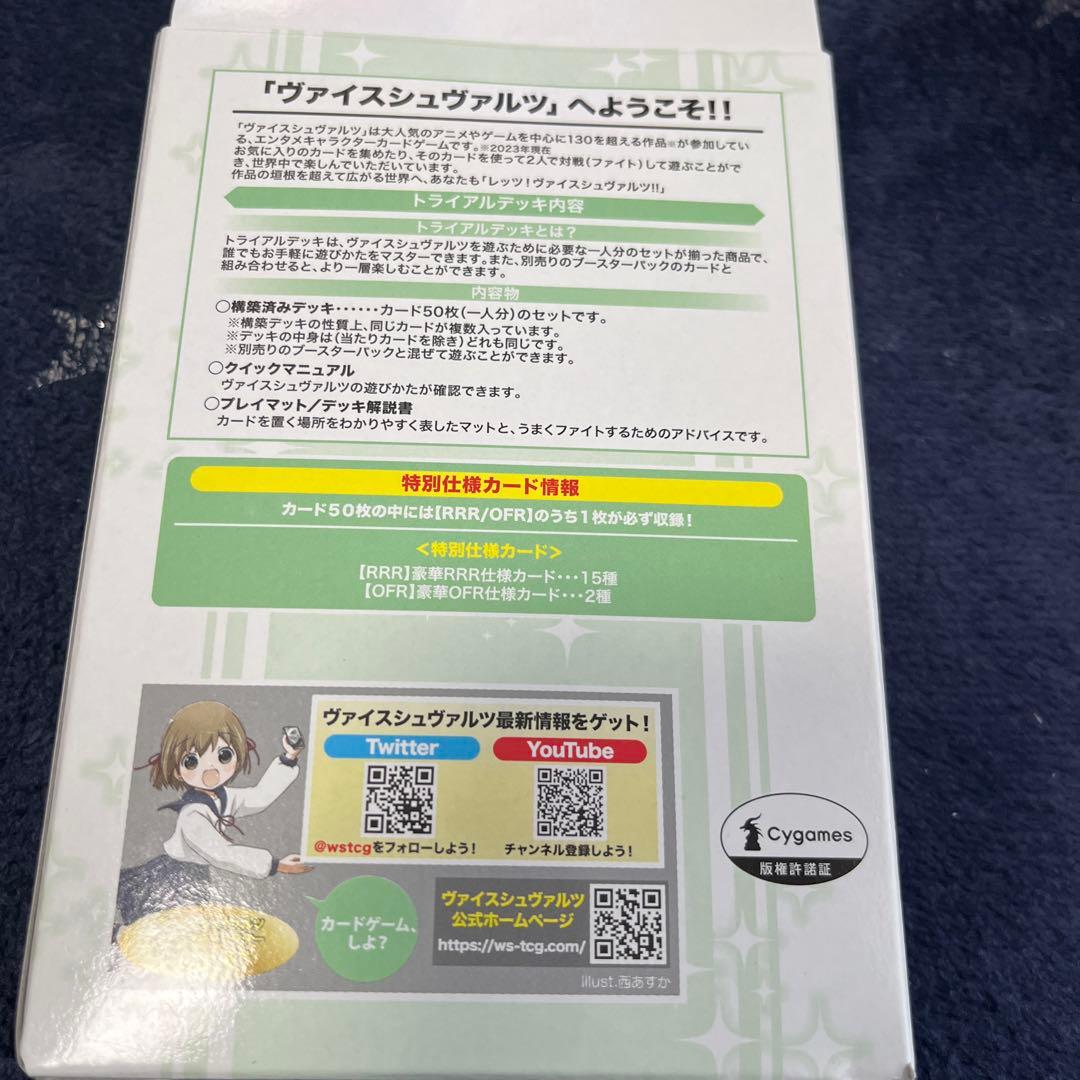 「ヴァイスシュヴァルツ」へようこそ!!
「ヴァイスシュヴァルツ」は大人気のアニメやゲームを中心に130を超える作品※が参加してい
る、エンタメキャラクターカードゲームです。※2023年現在
お気に入りのカードを集めたり、そのカードを使って2人で対戦(ファイト)して遊ぶことがで
き、世界中で楽しんでいただいています。
作品の垣根を超えて広がる世界へ、あなたも「レッツ!ヴァイスシュヴァルツ!!」
トライアルデッキ内容
トライアルデッキとは?
トライアルデッキは、ヴァイスシュヴァルツを遊ぶために必要な一人分のセットが揃った商品で、
誰でもお手軽に遊びかたをマスターできます。また、別売りのブースターパックのカードと
組み合わせると、より一層楽しむことができます。
内容物
○構築済みデッキ‥‥‥カード50枚(一人分)のセットです。
※構築デッキの性質上、同じカードが複数入っています。
※デッキの中身は(当たりカードを除き)どれも同じです。
※別売りのブースターパックと混ぜて遊ぶことができます。
○クイックマニュアル
ヴァイスシュヴァルツの遊びかたが確認できます。
○プレイマット/デッキ解説書
カードを置く場所をわかりやすく表したマットと、うまくファイトするためのアドバイスです。
特別仕様カード情報
カード50枚の中には【RRR/OFR】のうち1枚が必ず収録!
<特別仕様カード>
【RRR】豪華RRR仕様カード・・・15種
【OFR】豪華OFR仕様カード・・・2種
ヴァイスシュヴァルツ最新情報をゲット!
Twitter
YouTube
@wstcgをフォローしよう!
チャンネル登録しよう!
カードゲーム、
しよ?
ヴァイスシュヴァルツ
公式ホームページ
https://ws-tcg.com/
illust.西あすか
Cygames
版権許諾証